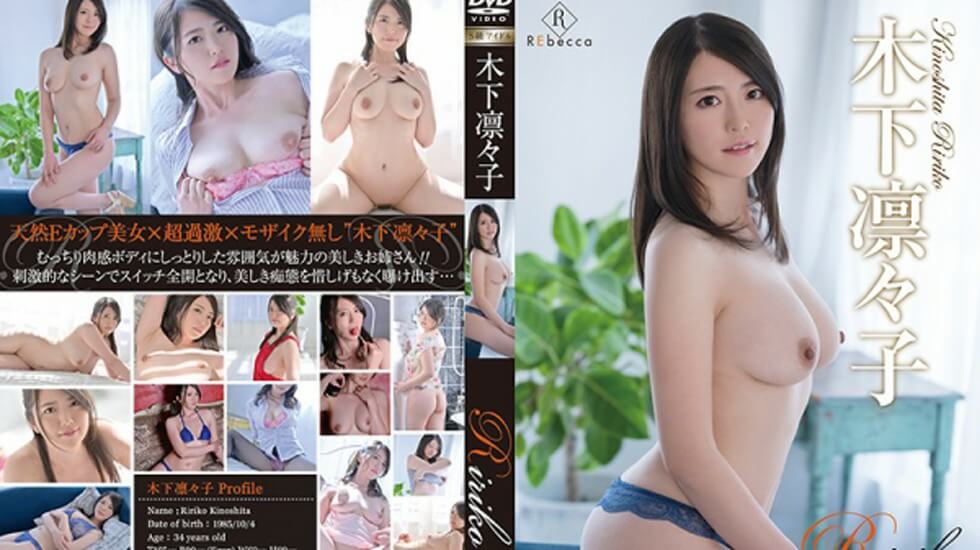 DVD
VIDEO
S級アイドル
木下凛々子
Ririko
R
REbecca
Kinoshita Ririko
木下凛々子
天然Eカップ美女×超過激×モザイク無し"木下凛々子"
むっちり肉感ボディにしっとりした雰囲気が魅力の美しきお姉さん!!
刺激的なシーンでスイッチ全開となり、美しき痴態を惜しげもなく曝け出す…
木下凛々子 Profile
Name ; Ririko Kinoshita
Date of birth : 1985/10/4
Age : 34 years old